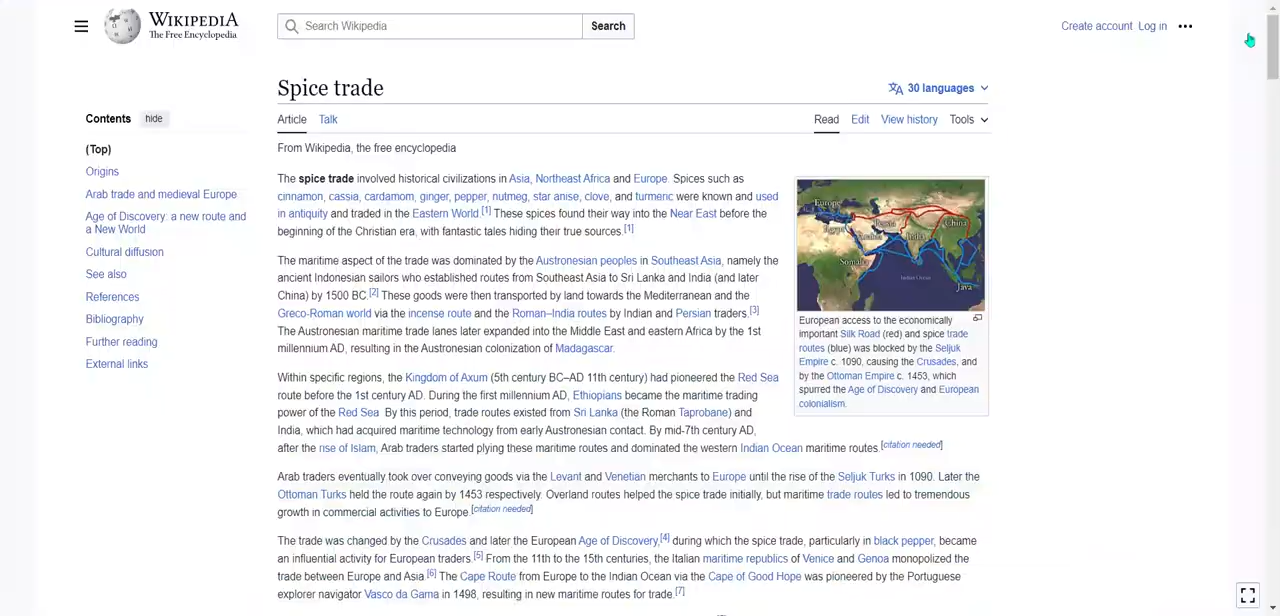 WIKIPEDIA
The Free Encyclopedia
Search Wikipedia
Search
Create account Log in •••
Spice trade
30 languages
Contents hide
Article Talk
Read Edit View history Tools
(Top)
Origins
Arab trade and medieval Europe
Age of Discovery: a new route and
a New World
Cultural diffusion
See also
References
Bibliography
Further reading
External links
From Wikipedia, the free encyclopedia
The spice trade involved historical civilizations in Asia, Northeast Africa and Europe. Spices such as
cinnamon, cassia, cardamom, ginger, pepper, nutmeg, star anise, clove, and turmeric were known and used
in antiquity and traded in the Eastern World.[1] These spices found their way into the Near East before the
beginning of the Christian era, with fantastic tales hiding their true sources.[1]
The maritime aspect of the trade was dominated by the Austronesian peoples in Southeast Asia, namely the
ancient Indonesian sailors who established routes from Southeast Asia to Sri Lanka and India (and later
China) by 1500 BC.[2] These goods were then transported by land towards the Mediterranean and the
Greco-Roman world via the incense route and the Roman–India routes by Indian and Persian traders.[3]
The Austronesian maritime trade lanes later expanded into the Middle East and eastern Africa by the 1st
millennium AD, resulting in the Austronesian colonization of Madagascar.
Within specific regions, the Kingdom of Axum (5th century BC–AD 11th century) had pioneered the Red Sea
route before the 1st century AD. During the first millennium AD, Ethiopians became the maritime trading
power of the Red Sea. By this period, trade routes existed from Sri Lanka (the Roman Taprobane) and
India, which had acquired maritime technology from early Austronesian contact. By mid-7th century AD,
after the rise of Islam, Arab traders started plying these maritime routes and dominated the western Indian Ocean maritime routes.[citation needed]
Arab traders eventually took over conveying goods via the Levant and Venetian merchants to Europe until the rise of the Seljuk Turks in 1090. Later the
Ottoman Turks held the route again by 1453 respectively. Overland routes helped the spice trade initially, but maritime trade routes led to tremendous
growth in commercial activities to Europe.[citation needed]
The trade was changed by the Crusades and later the European Age of Discovery,[4] during which the spice trade, particularly in black pepper, became
an influential activity for European traders.[5] From the 11th to the 15th centuries, the Italian maritime republics of Venice and Genoa monopolized the
trade between Europe and Asia.[6] The Cape Route from Europe to the Indian Ocean via the Cape of Good Hope was pioneered by the Portuguese
explorer navigator Vasco da Gama in 1498, resulting in new maritime routes for trade.[7]
Europe
Egypt
Persia
China
Arabia
India
Somalia
Indian Ocean
Java
European access to the economically
important Silk Road (red) and spice trade
routes (blue) was blocked by the Seljuk
Empire c. 1090, causing the Crusades, and
by the Ottoman Empire c. 1453, which
spurred the Age of Discovery and European
colonialism.